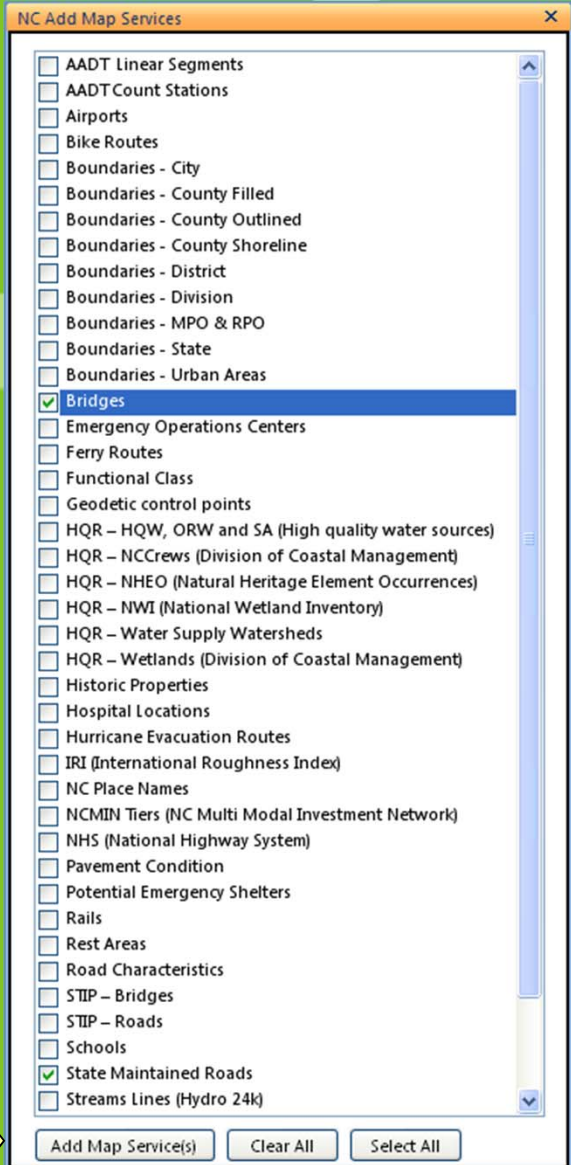 NC Add Map Services
AADT Linear Segments
AADT Count Stations
Airports
Bike Routes
Boundaries - City
Boundaries - County Filled
Boundaries - County Outlined
Boundaries - County Shoreline
Boundaries - District
Boundaries - Division
Boundaries - MPO & RPO
Boundaries - State
Boundaries - Urban Areas
Bridges
Emergency Operations Centers
Ferry Routes
Functional Class
Geodetic control points
HQR – HQW, ORW and SA (High quality water sources)
HQR – NCCrews (Division of Coastal Management)
HQR – NHEO (Natural Heritage Element Occurrences)
HQR – NWI (National Wetland Inventory)
HQR – Water Supply Watersheds
HQR – Wetlands (Division of Coastal Management)
Historic Properties
Hospital Locations
Hurricane Evacuation Routes
IRI (International Roughness Index)
NC Place Names
NCMIN Tiers (NC Multi Modal Investment Network)
NHS (National Highway System)
Pavement Condition
Potential Emergency Shelters
Rails
Rest Areas
Road Characteristics
STIP – Bridges
STIP – Roads
Schools
State Maintained Roads
Streams Lines (Hydro 24k)
Add Map Service(s) Clear All Select All